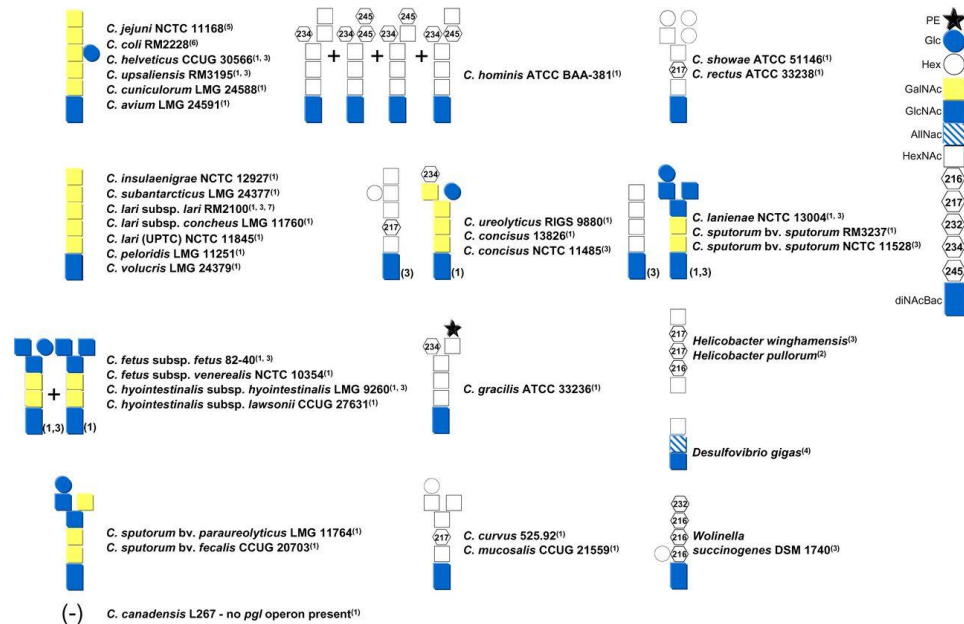 C. jejuni NCTC 11168(5)
C. coli RM2228(6)
C. helveticus CCUG 30566(1, 3)
C. upsaliensis RM3195(1, 3)
C. cuniculorum LMG 24588(1)
C. avium LMG 24591(1)
245 245
234 234 245 234 234 245
+ + +
C. hominis ATCC BAA-381(1)
217
C. showae ATCC 51146(1)
C. rectus ATCC 33238(1)
PE
Glc
Hex
GalNAc
GlcNAc
AllNac
HexNAc
216
217
232
234
245
diNAcBac
C. insulaenigrae NCTC 12927(1)
C. subantarcticus LMG 24377(1)
C. lari subsp. lari RM2100(1, 3, 7)
C. lari subsp. concheus LMG 11760(1)
C. lari (UPTC) NCTC 11845(1)
C. peloridis LMG 11251(1)
C. volucris LMG 24379(1)
234
217
(3) (1)
C. ureolyticus RIGS 9880(1)
C. concisus 13826(1)
C. concisus NCTC 11485(3)
(3) (1,3)
C. lanienae NCTC 13004(1, 3)
C. sputorum bv. sputorum RM3237(1)
C. sputorum bv. sputorum NCTC 11528(3)
+
(1,3) (1)
C. fetus subsp. fetus 82-40(1, 3)
C. fetus subsp. venerealis NCTC 10354(1)
C. hyointestinalis subsp. hyointestinalis LMG 9260(1, 3)
C. hyointestinalis subsp. lawsonii CCUG 27631(1)
234
C. gracilis ATCC 33236(1)
217
217
216
Helicobacter winghamensis(3)
Helicobacter pullorum(2)
Desulfovibrio gigas(4)
C. sputorum bv. paraureolyticus LMG 11764(1)
C. sputorum bv. fecalis CCUG 20703(1)
217
C. curvus 525.92(1)
C. mucosalis CCUG 21559(1)
232
216
216
216
Wolinella
succinogenes DSM 1740(3)
(-) C. canadensis L267 - no pgl operon present(1)